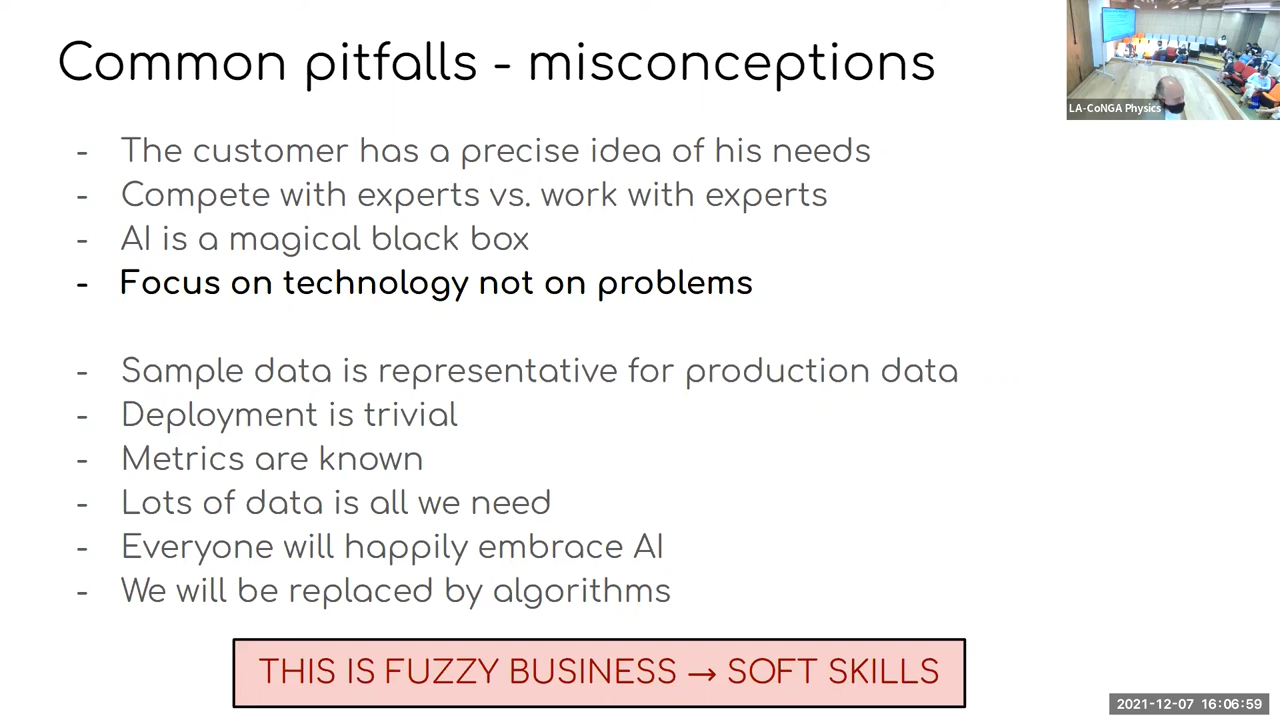 Common pitfalls - misconceptions
LA-CoNGA Physics
- The customer has a precise idea of his needs
- Compete with experts vs. work with experts
- AI is a magical black box
- Focus on technology not on problems
- Sample data is representative for production data
- Deployment is trivial
- Metrics are known
- Lots of data is all we need
- Everyone will happily embrace AI
- We will be replaced by algorithms
THIS IS FUZZY BUSINESS → SOFT SKILLS
2021-12-07 16:06:59